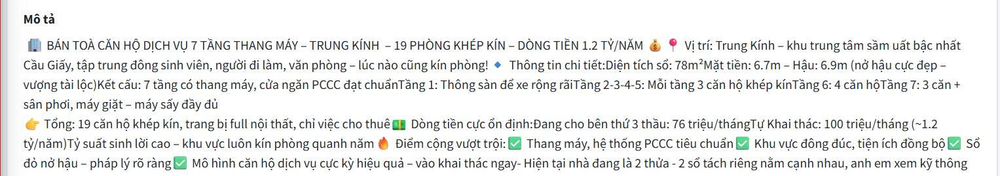 Mô tả
🏢 BÁN TOÀ CĂN HỘ DỊCH VỤ 7 TẦNG THANG MÁY – TRUNG KÍNH – 19 PHÒNG KHÉP KÍN – DÒNG TIỀN 1.2 TỶ/NĂM 💰 📍 Vị trí: Trung Kính – khu trung tâm sầm uất bậc nhất
Cầu Giấy, tập trung đông sinh viên, người đi làm, văn phòng – lúc nào cũng kín phòng! 🔹 Thông tin chi tiết:Diện tích sổ: 78m²Mặt tiền: 6.7m – Hậu: 6.9m (nở hậu cực đẹp –
vượng tài lộc)Kết cấu: 7 tầng có thang máy, cửa ngăn PCCC đạt chuẩnTầng 1: Thông sàn để xe rộng rãiTầng 2-3-4-5: Mỗi tầng 3 căn hộ khép kínTầng 6: 4 căn hộTầng 7: 3 căn +
sân phơi, máy giặt – máy sấy đầy đủ
👉 Tổng: 19 căn hộ khép kín, trang bị full nội thất, chỉ việc cho thuê💵 Dòng tiền cực ổn định:Đang cho bên thứ 3 thầu: 76 triệu/thángTự Khai thác: 100 triệu/tháng (~1.2
tỷ/năm)Tỷ suất sinh lời cao – khu vực luôn kín phòng quanh năm🔥 Điểm cộng vượt trội:✅ Thang máy, hệ thống PCCC tiêu chuẩn✅ Khu vực đông đúc, tiện ích đồng bộ✅ Sổ
đỏ nở hậu – pháp lý rõ ràng✅ Mô hình căn hộ dịch vụ cực kỳ hiệu quả – vào khai thác ngay- Hiện tại nhà đang là 2 thửa - 2 sổ tách riêng nằm cạnh nhau, anh em xem kỹ thông